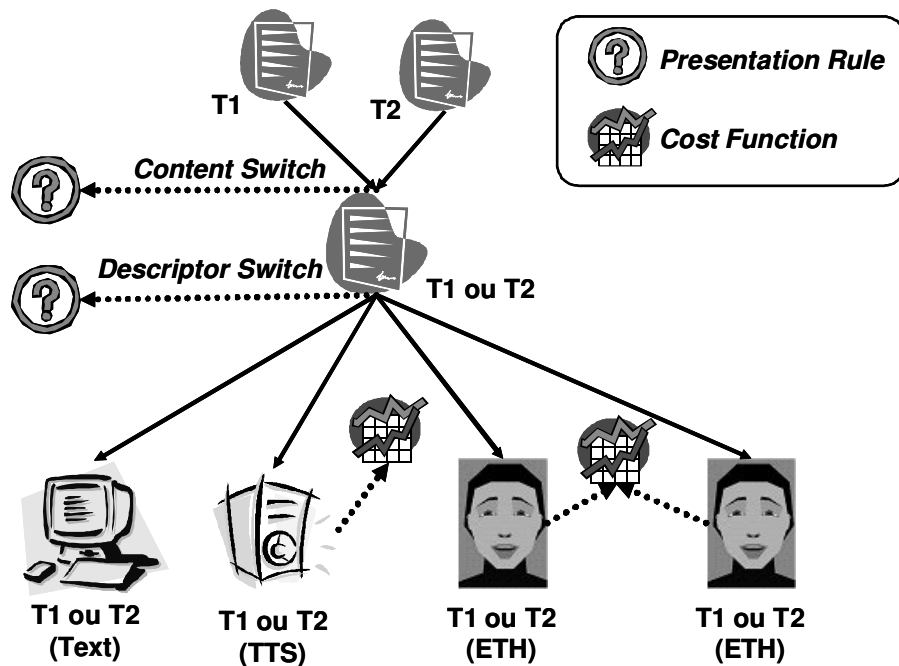 T1
T2
Presentation Rule
Cost Function
Content Switch
Descriptor Switch
T1 ou T2
T1 ou T2
(Text)
T1 ou T2
(TTS)
T1 ou T2
(ETH)
T1 ou T2
(ETH)